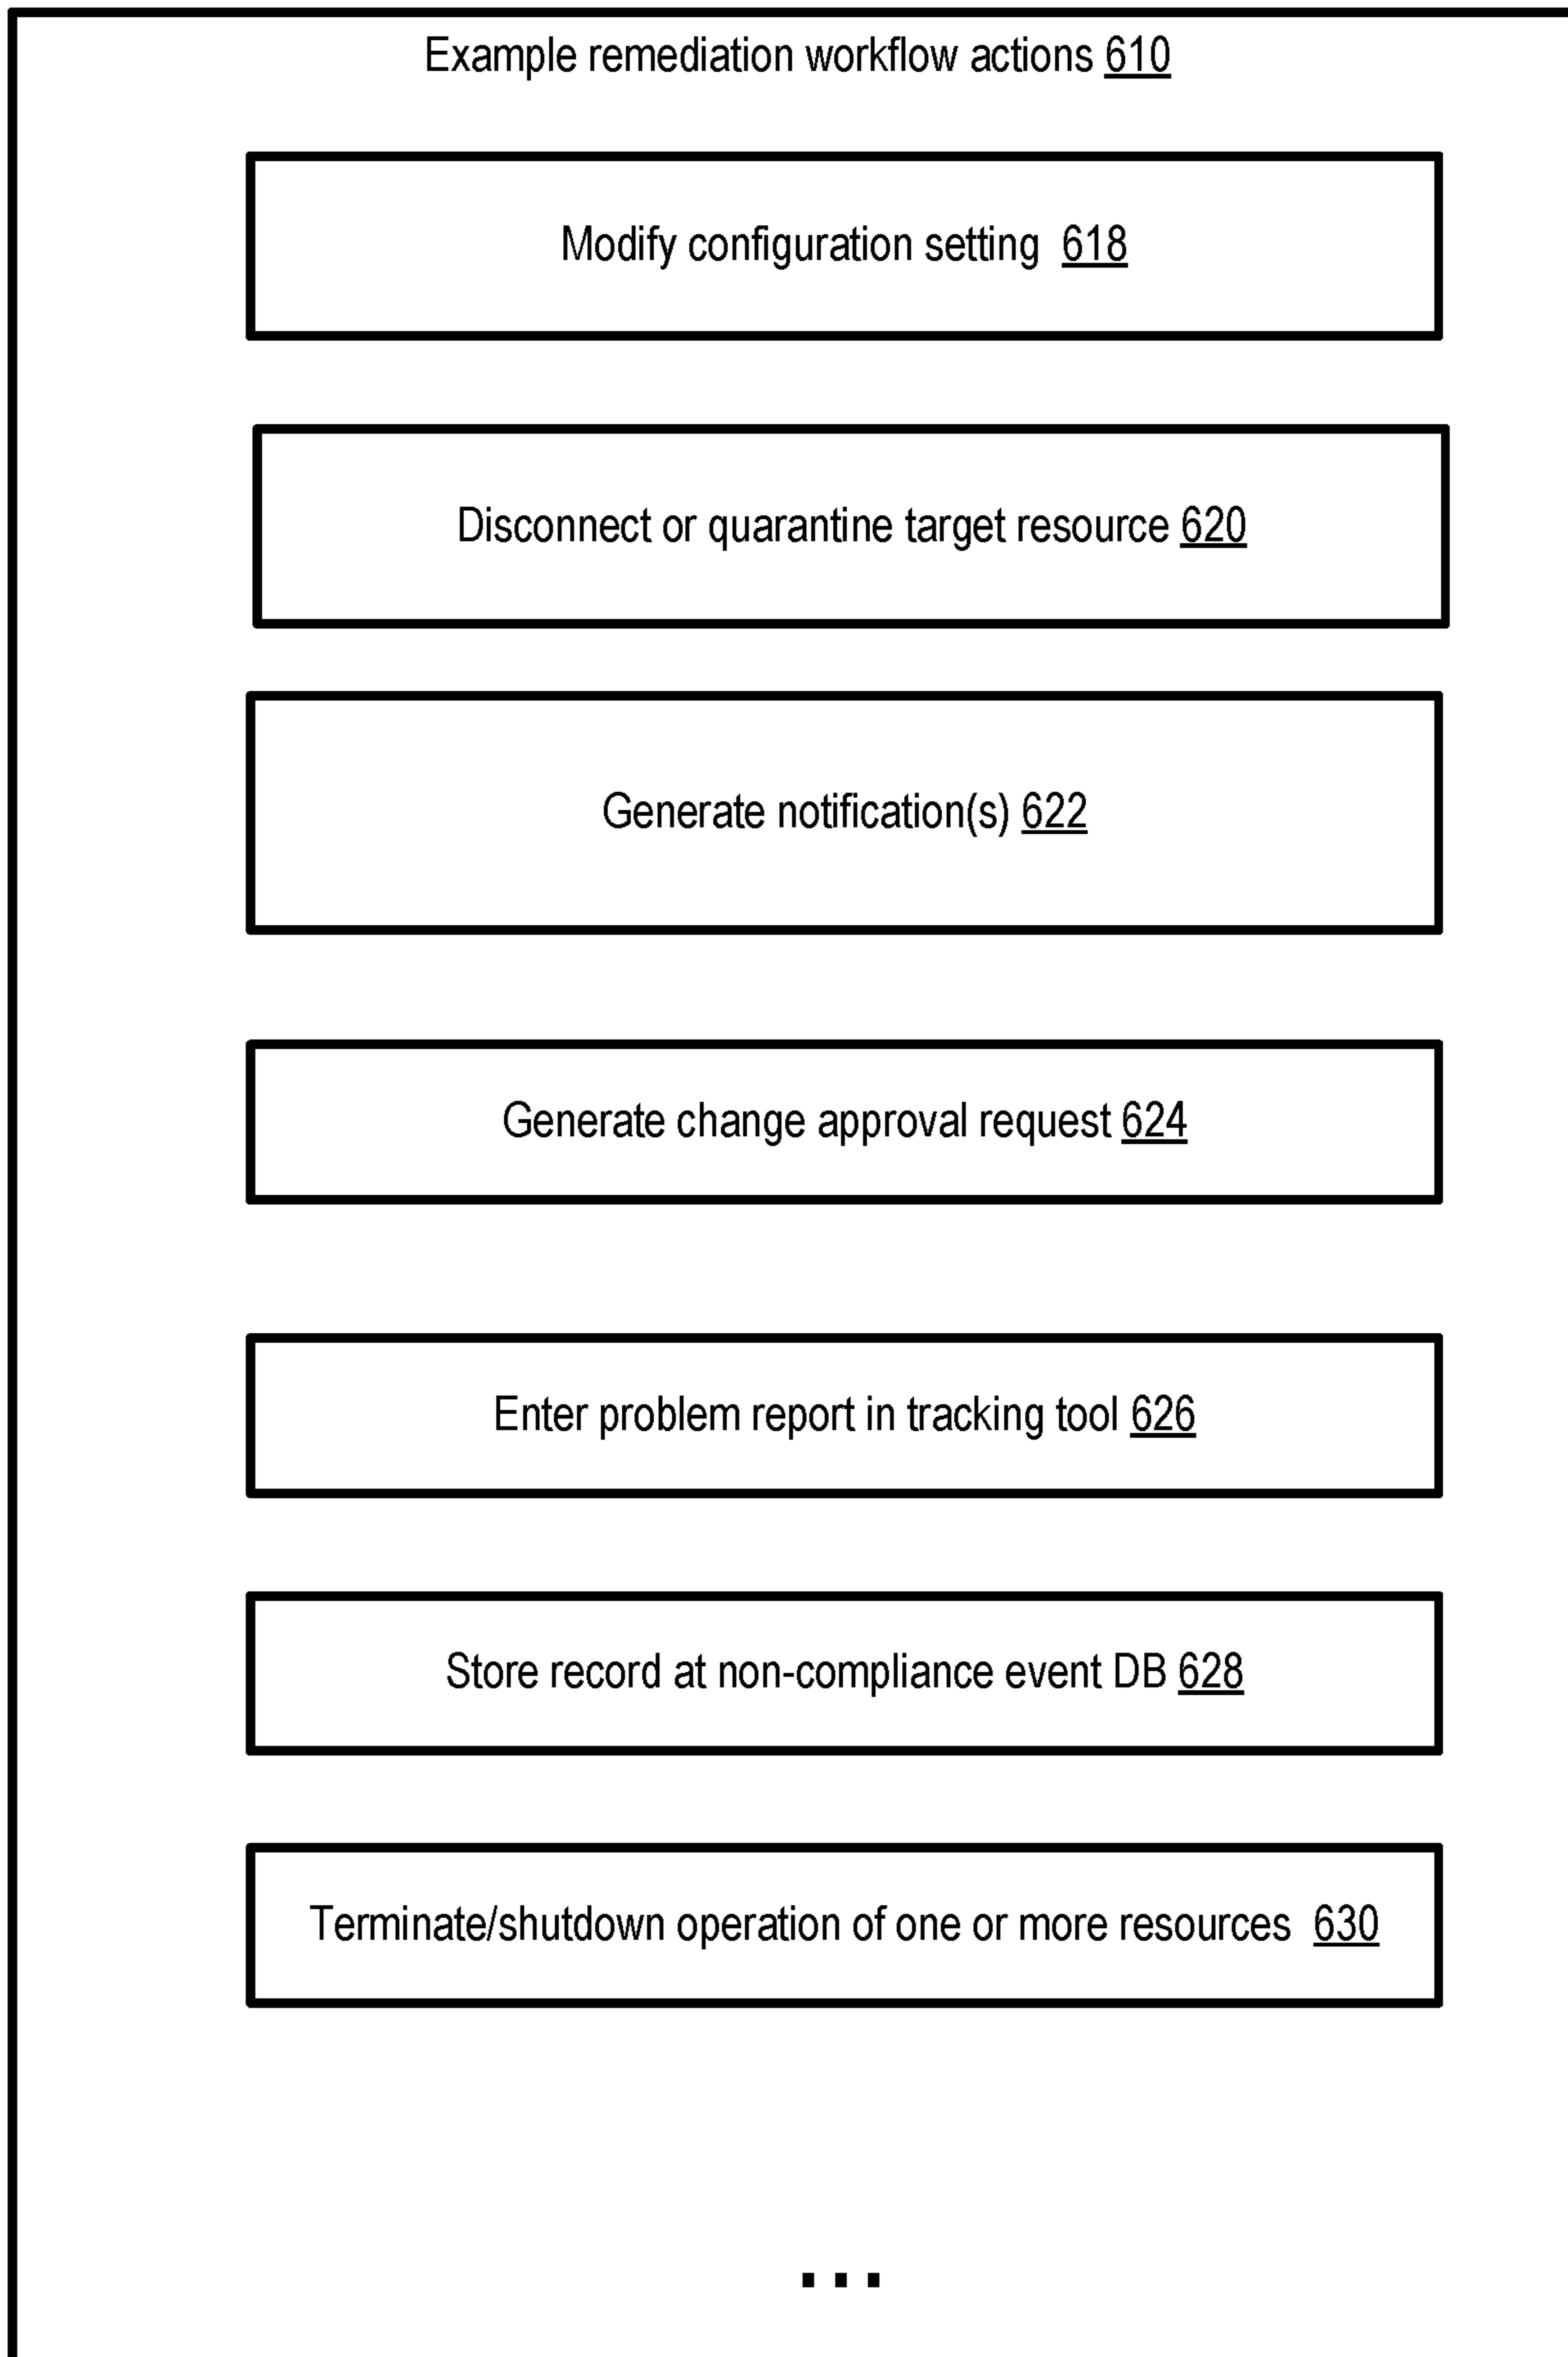 Example remediation workflow actions 610
Modify configuration setting 618
Disconnect or quarantine target resource 620
Generate notification(s) 622
Generate change approval request 624
Enter problem report in tracking tool 626
Store record at non-compliance event DB 628
Terminate/shutdown operation of one or more resources 630
...